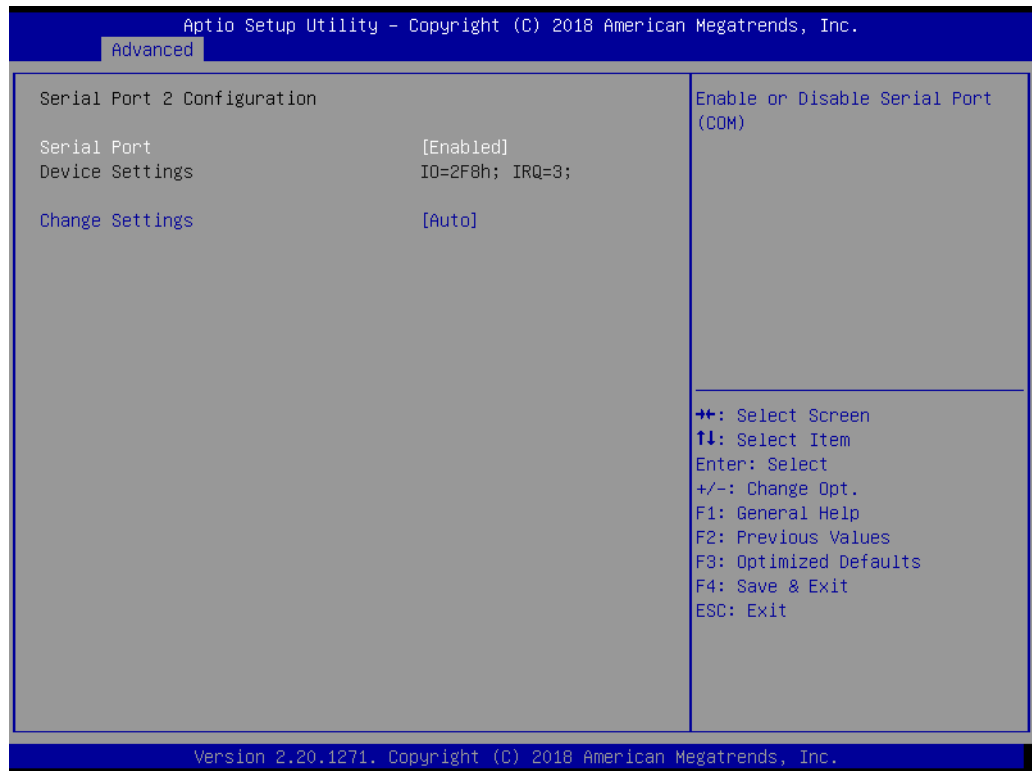 Aptio Setup Utility – Copyright (C) 2018 American Megatrends, Inc.
Advanced
Serial Port 2 Configuration
Serial Port [Enabled]
Device Settings IO=2F8h; IRQ=3;
Change Settings [Auto]
Enable or Disable Serial Port
(COM)
→←: Select Screen
↑↓: Select Item
Enter: Select
+/-: Change Opt.
F1: General Help
F2: Previous Values
F3: Optimized Defaults
F4: Save & Exit
ESC: Exit
Version 2.20.1271. Copyright (C) 2018 American Megatrends, Inc.